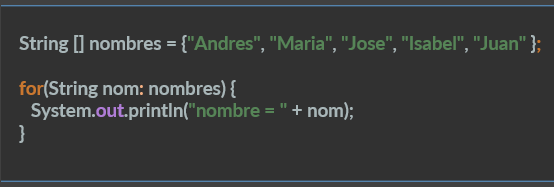 String [] nombres = {"Andres", "Maria", "Jose", "Isabel", "Juan" };
for(String nom: nombres) {
System.out.println("nombre = " + nom);
}